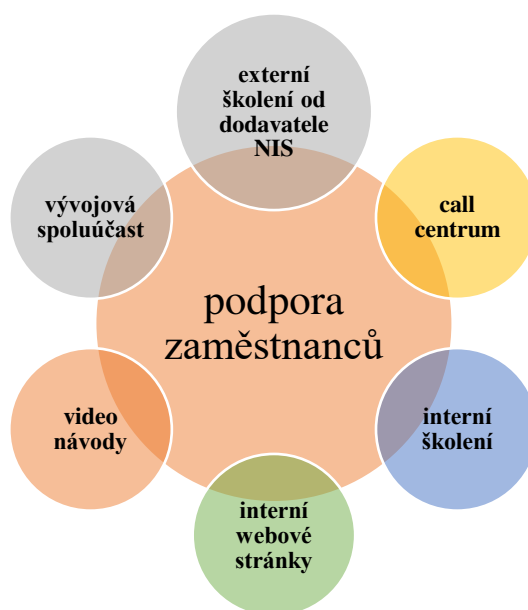 externí
školení od
dodavatele
NIS
call
centrum
interní
školení
interní
webové
stránky
video
návody
vývojová
spoluúčast
podpora
zaměstnanců